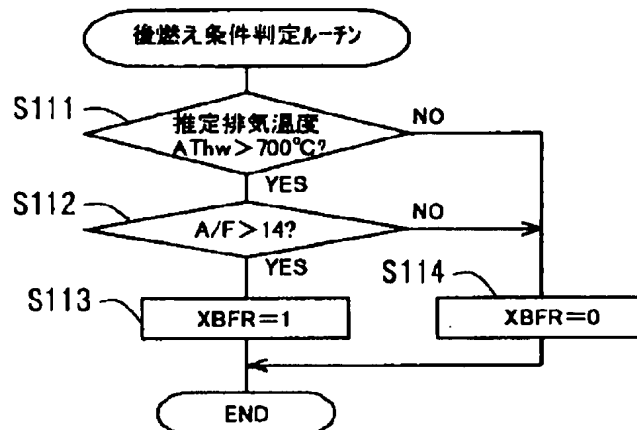 後燃え条件判定ルーチン
S111
推定排気温度
AThw>700℃?
NO
YES
S112
A/F>14?
NO
YES
S113
XBFR=1
S114
XBFR=0
END